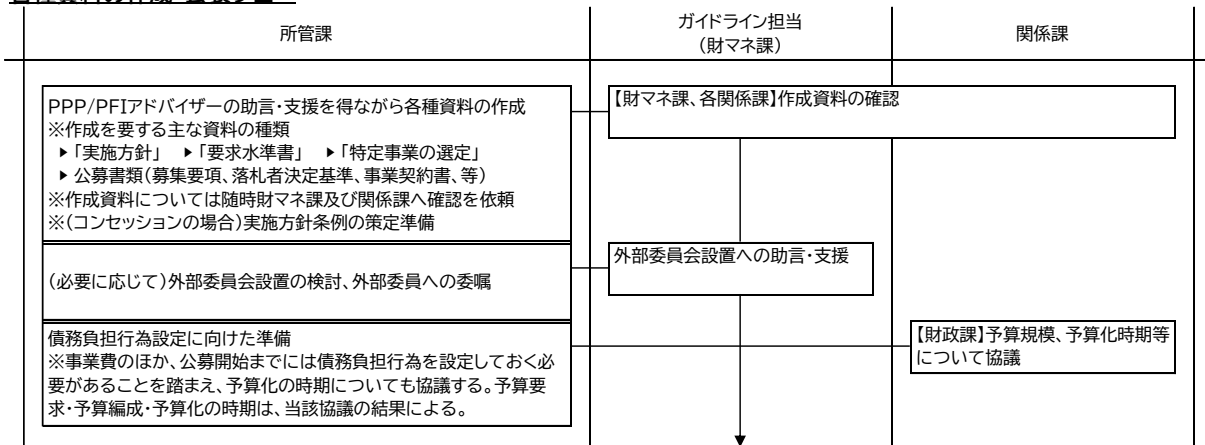 所管課
ガイドライン担当
（財マネ課）
関係課
PPP/PFIアドバイザーの助言・支援を得ながら各種資料の作成
※作成を要する主な資料の種類
▶「実施方針」　▶「要求水準書」　▶「特定事業の選定」
▶ 公募書類（募集要項、落札者決定基準、事業契約書、等）
※作成資料については随時財マネ課及び関係課へ確認を依頼
※（コンセッションの場合）実施方針条例の策定準備
【財マネ課、各関係課】作成資料の確認
（必要に応じて）外部委員会設置の検討、外部委員への委嘱
外部委員会設置への助言・支援
債務負担行為設定に向けた準備
※事業費のほか、公募開始までには債務負担行為を設定しておく必
要があることを踏まえ、予算化の時期についても協議する。予算要
求・予算編成・予算化の時期は、当該協議の結果による。
【財政課】予算規模、予算化時期等
について協議